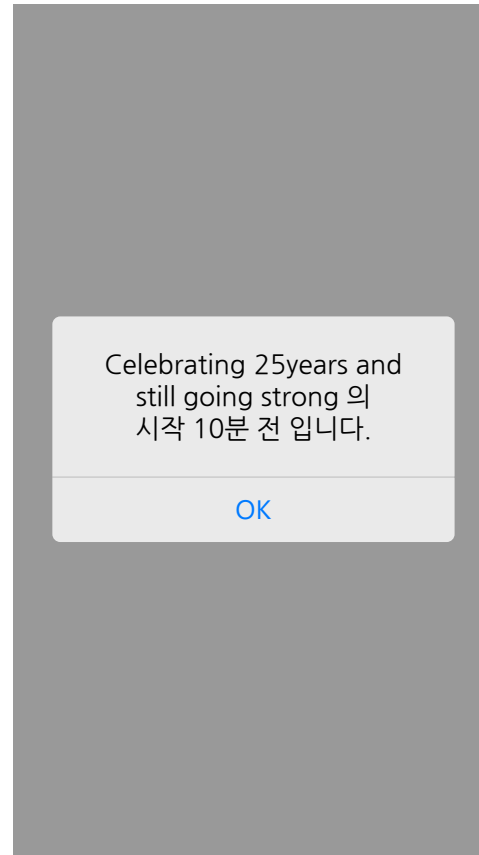 Celebrating 25years and
still going strong 의
시작 10분 전 입니다.
OK